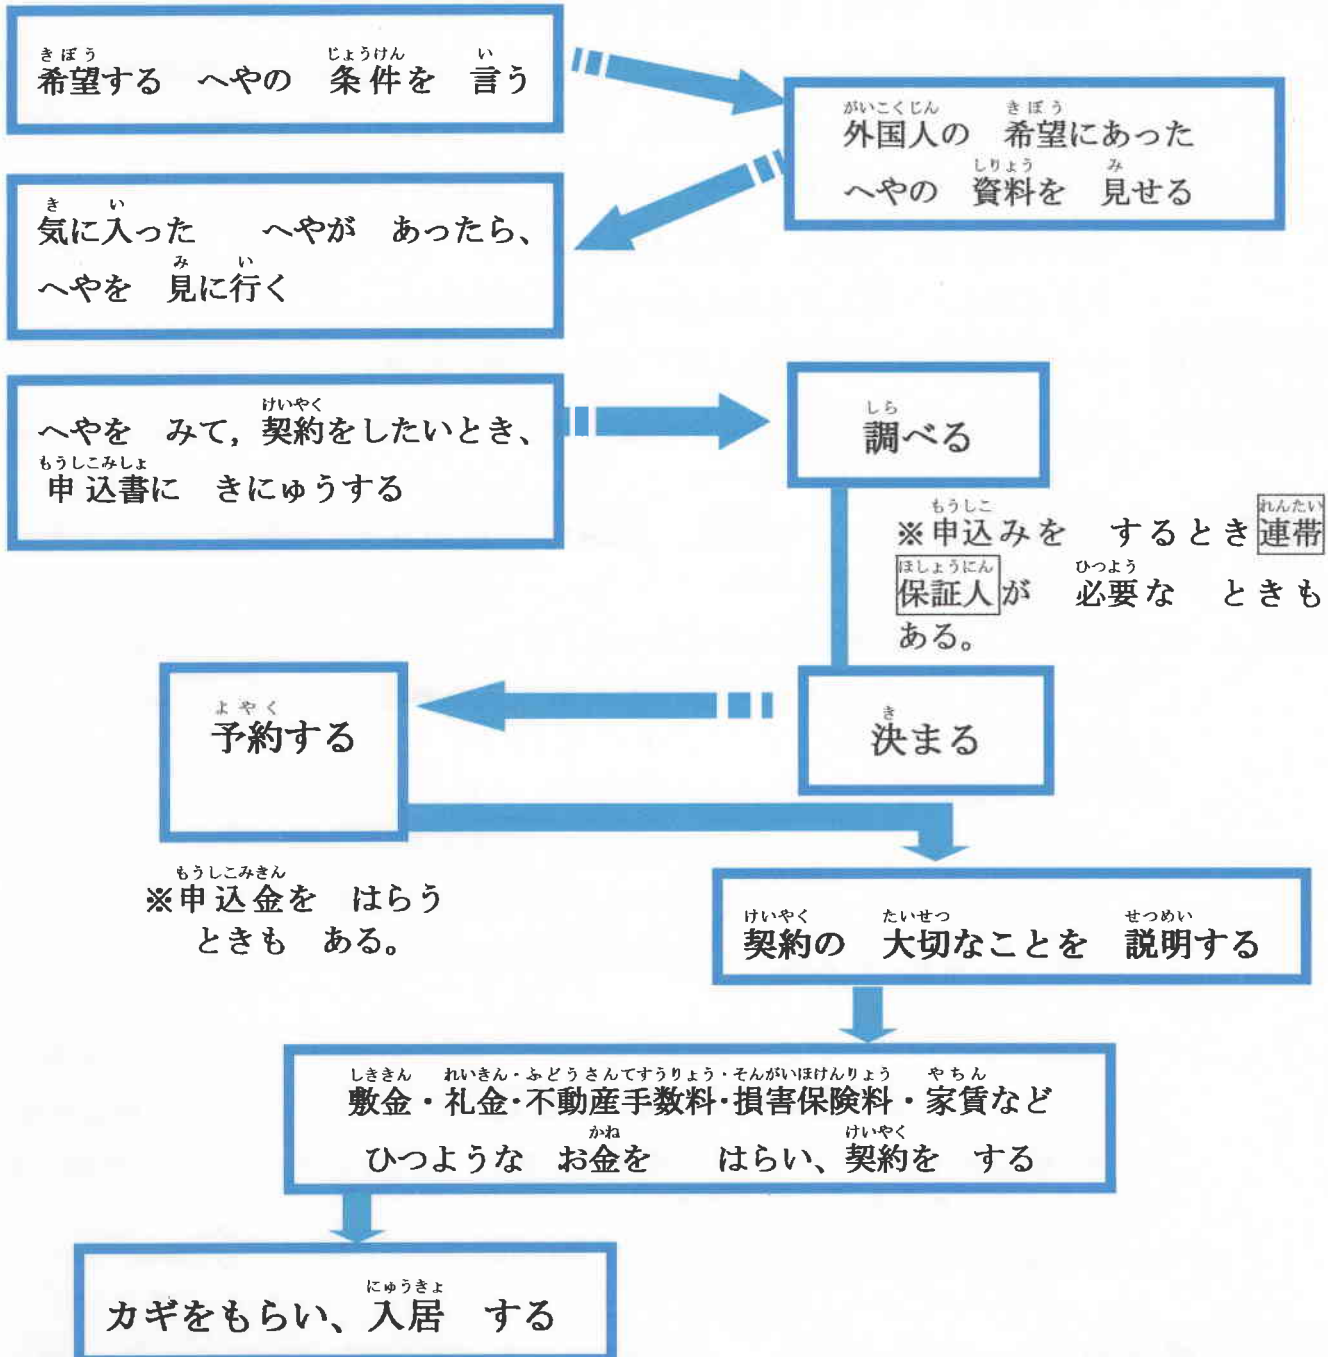 希望する へやの 条件を 言う
外国人の 希望にあった
へやの 資料を 見せる
気に入った へやが あったら、
へやを 見に行く
へやを みて，契約をしたいとき、
申込書に きにゅうする
調べる
※申込みを するとき連帯
保証人が 必要な ときも
ある。
決まる
予約する
※申込金を はらう
ときも ある。
契約の 大切なことを 説明する
敷金・礼金・不動産手数料・損害保険料・家賃など
ひつような お金を はらい、契約を する
カギをもらい、入居 する